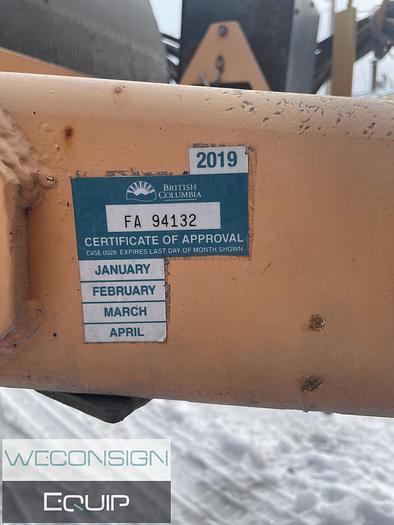 2019
BRITISH
COLUMBIA
FA 94132
CERTIFICATE OF APPROVAL
CVSE 0028 EXPIRES LAST DAY OF MONTH SHOWN
JANUARY
FEBRUARY
MARCH
APRIL
WECONSIGN
EQUIP